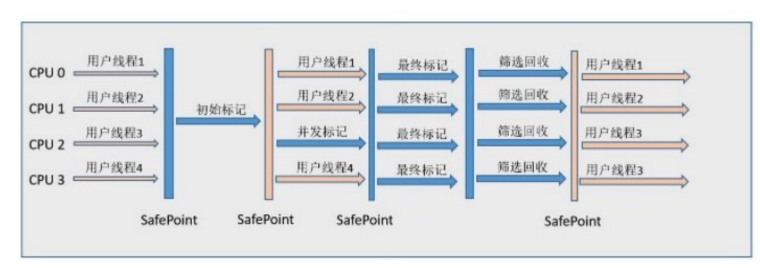 CPU 0 用户线程1 用户线程1 最终标记 筛选回收 用户线程1
CPU 1 用户线程2 初始标记 用户线程2 最终标记 筛选回收 用户线程2
CPU 2 用户线程3 并发标记 最终标记 筛选回收 用户线程3
CPU 3 用户线程4 用户线程4 最终标记 筛选回收 用户线程3
SafePoint SafePoint SafePoint SafePoint